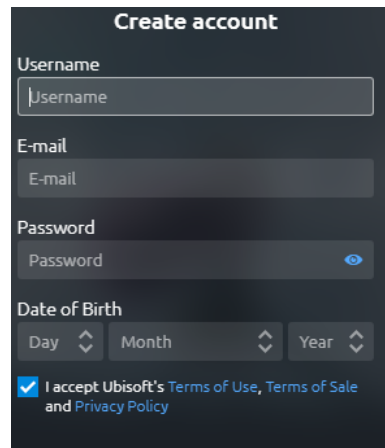 Create account
Username
Username
E-mail
E-mail
Password
Password
Date of Birth
Day Month Year
I accept Ubisoft's Terms of Use, Terms of Sale
and Privacy Policy